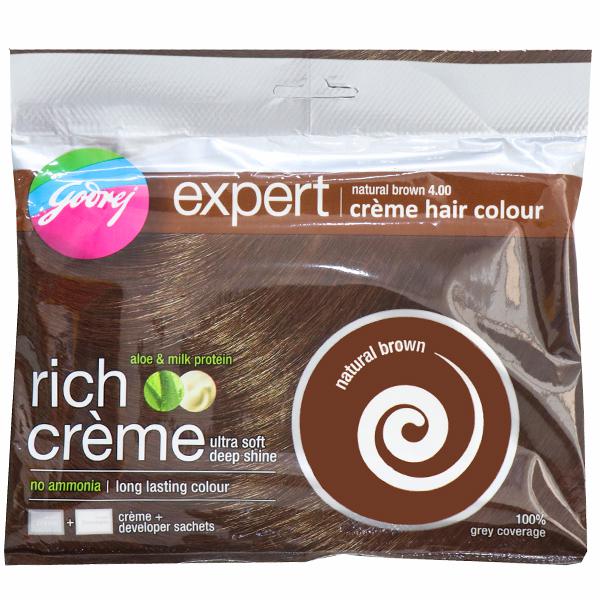 Godrej
expert
natural brown 4.00
crème hair colour
natural brown
aloe & milk protein
rich
crème
ultra soft
deep shine
no ammonia | long lasting colour
+
crème +
developer sachets
100%
grey coverage